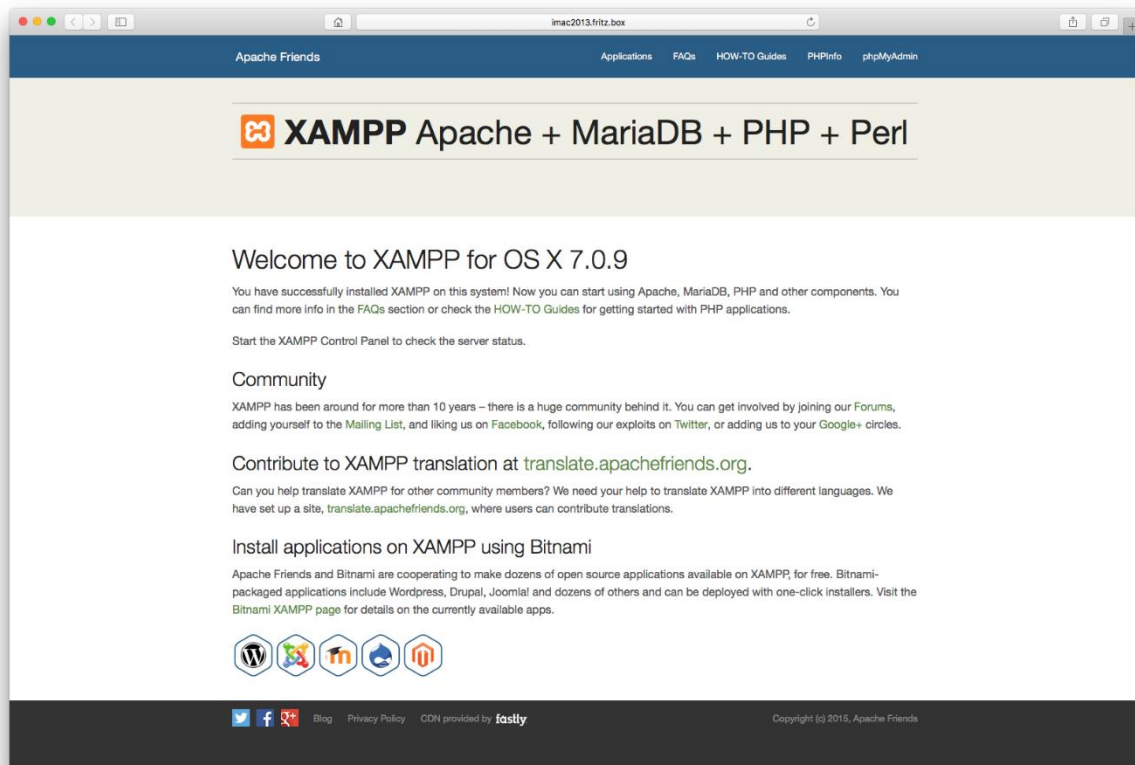 imac2013.fritz.box
Apache Friends
Applications FAQs HOW-TO Guides PHPInfo phpMyAdmin
XAMPP Apache + MariaDB + PHP + Perl
Welcome to XAMPP for OS X 7.0.9
You have successfully installed XAMPP on this system! Now you can start using Apache, MariaDB, PHP and other components. You
can find more info in the FAQs section or check the HOW-TO Guides for getting started with PHP applications.
Start the XAMPP Control Panel to check the server status.
Community
XAMPP has been around for more than 10 years – there is a huge community behind it. You can get involved by joining our Forums,
adding yourself to the Mailing List, and liking us on Facebook, following our exploits on Twitter, or adding us to your Google+ circles.
Contribute to XAMPP translation at translate.apachefriends.org.
Can you help translate XAMPP for other community members? We need your help to translate XAMPP into different languages. We
have set up a site, translate.apachefriends.org, where users can contribute translations.
Install applications on XAMPP using Bitnami
Apache Friends and Bitnami are cooperating to make dozens of open source applications available on XAMPP, for free. Bitnami-
packaged applications include Wordpress, Drupal, Joomla! and dozens of others and can be deployed with one-click installers. Visit the
Bitnami XAMPP page for details on the currently available apps.
Blog Privacy Policy CDN provided by fastly Copyright (c) 2015, Apache Friends